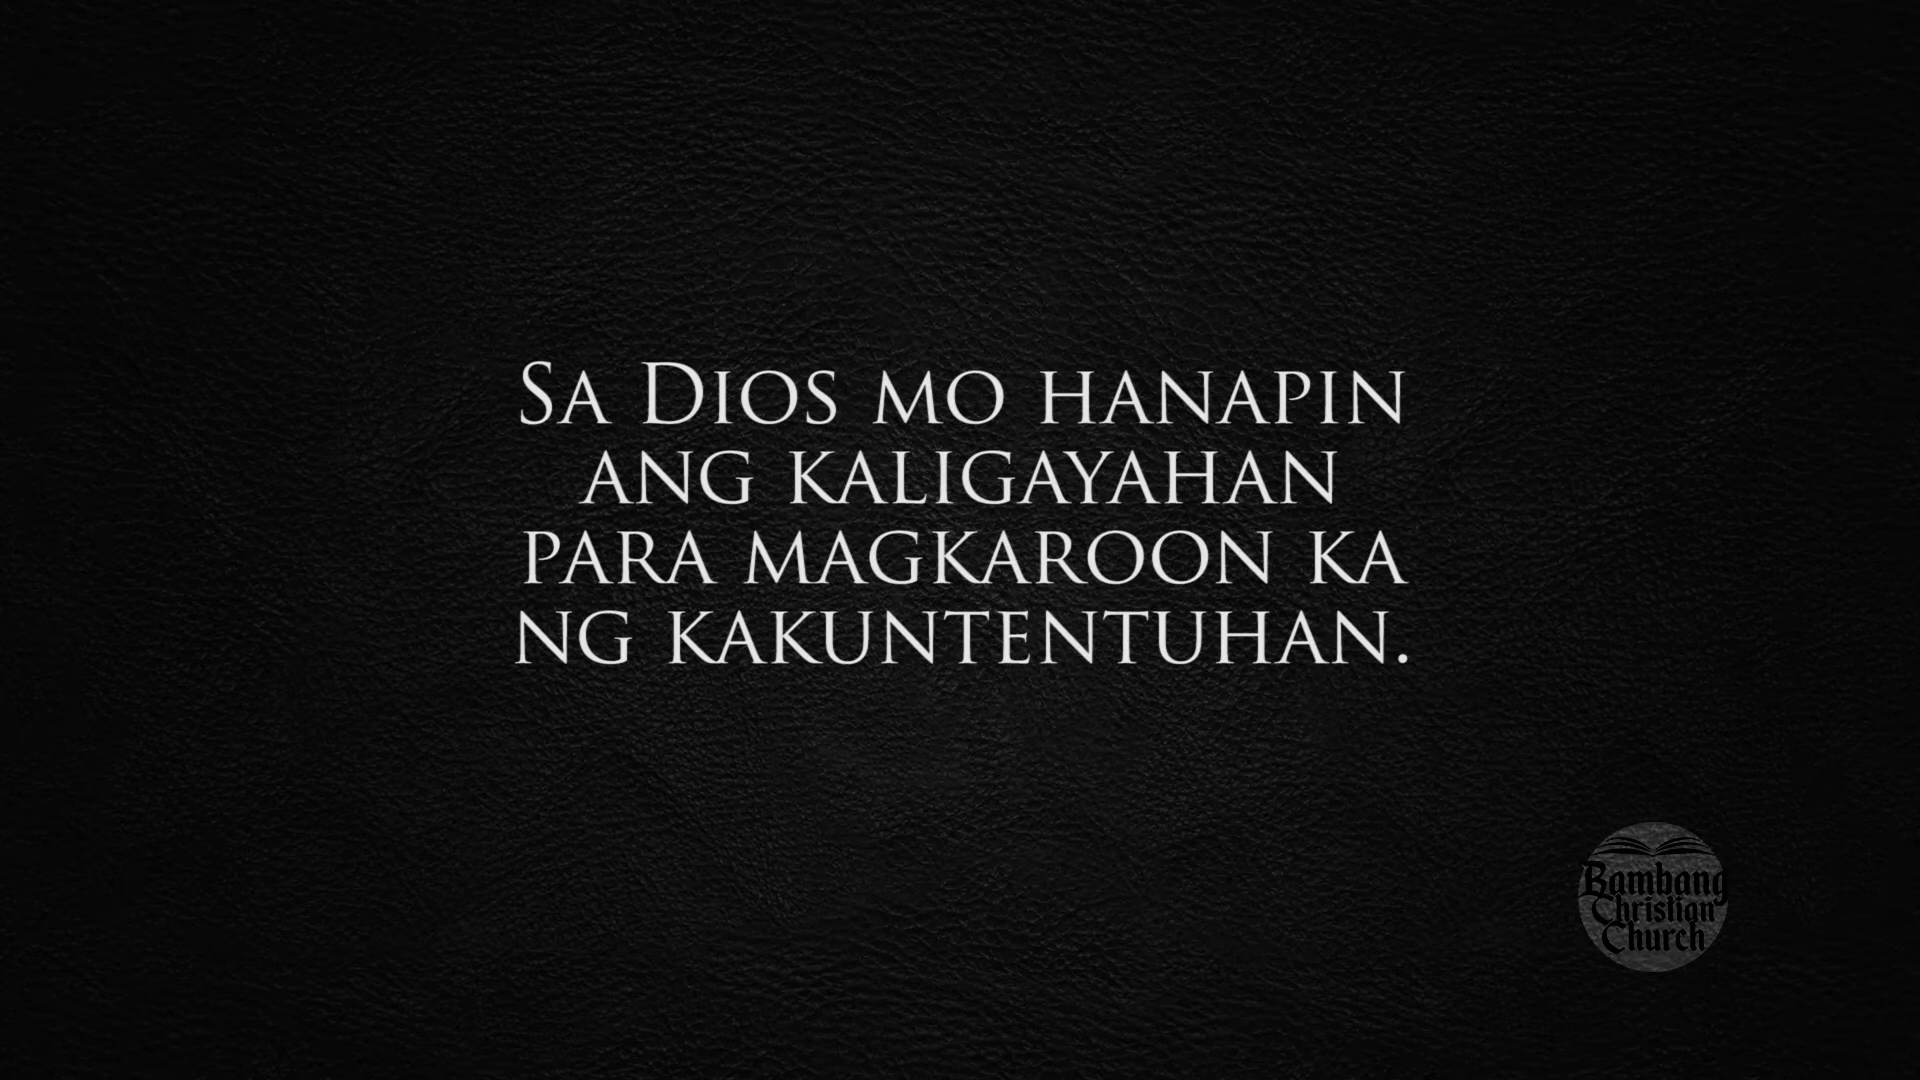 Sa Dios mo hanapin
ang kaligayahan
para magkaroon ka
ng kakuntentuhan.
Bambang
Christian
Church